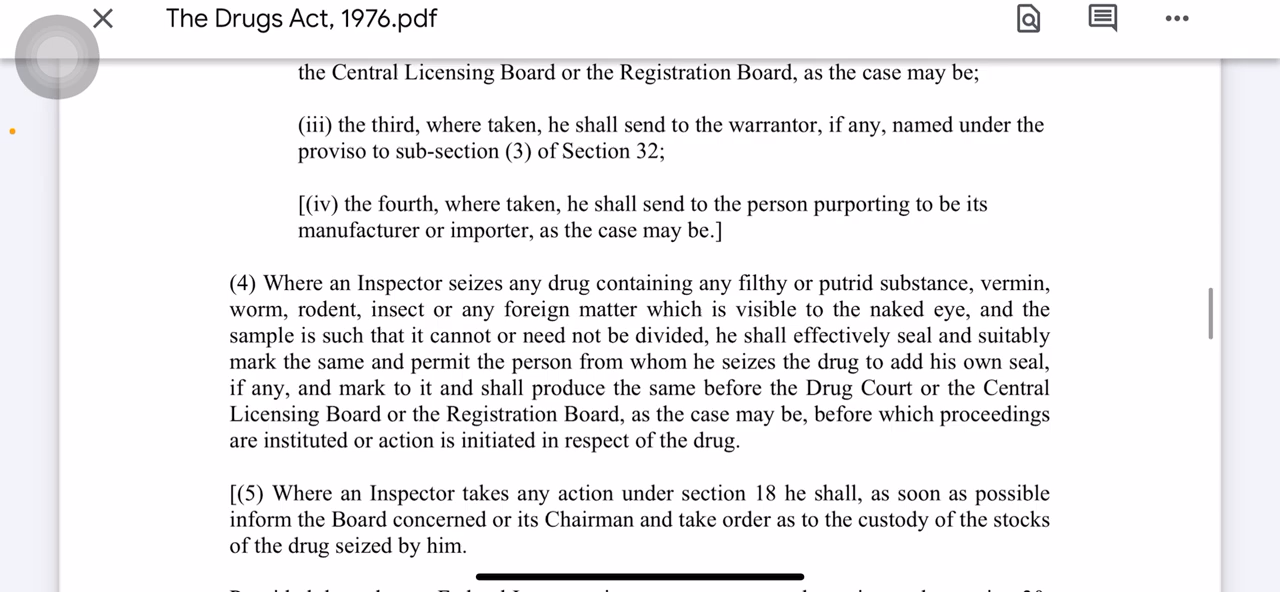 The Drugs Act, 1976.pdf
the Central Licensing Board or the Registration Board, as the case may be;
(iii) the third, where taken, he shall send to the warrantor, if any, named under the
proviso to sub-section (3) of Section 32;
[(iv) the fourth, where taken, he shall send to the person purporting to be its
manufacturer or importer, as the case may be.]
(4) Where an Inspector seizes any drug containing any filthy or putrid substance, vermin,
worm, rodent, insect or any foreign matter which is visible to the naked eye, and the
sample is such that it cannot or need not be divided, he shall effectively seal and suitably
mark the same and permit the person from whom he seizes the drug to add his own seal,
if any, and mark to it and shall produce the same before the Drug Court or the Central
Licensing Board or the Registration Board, as the case may be, before which proceedings
are instituted or action is initiated in respect of the drug.
[(5) Where an Inspector takes any action under section 18 he shall, as soon as possible
inform the Board concerned or its Chairman and take order as to the custody of the stocks
of the drug seized by him.